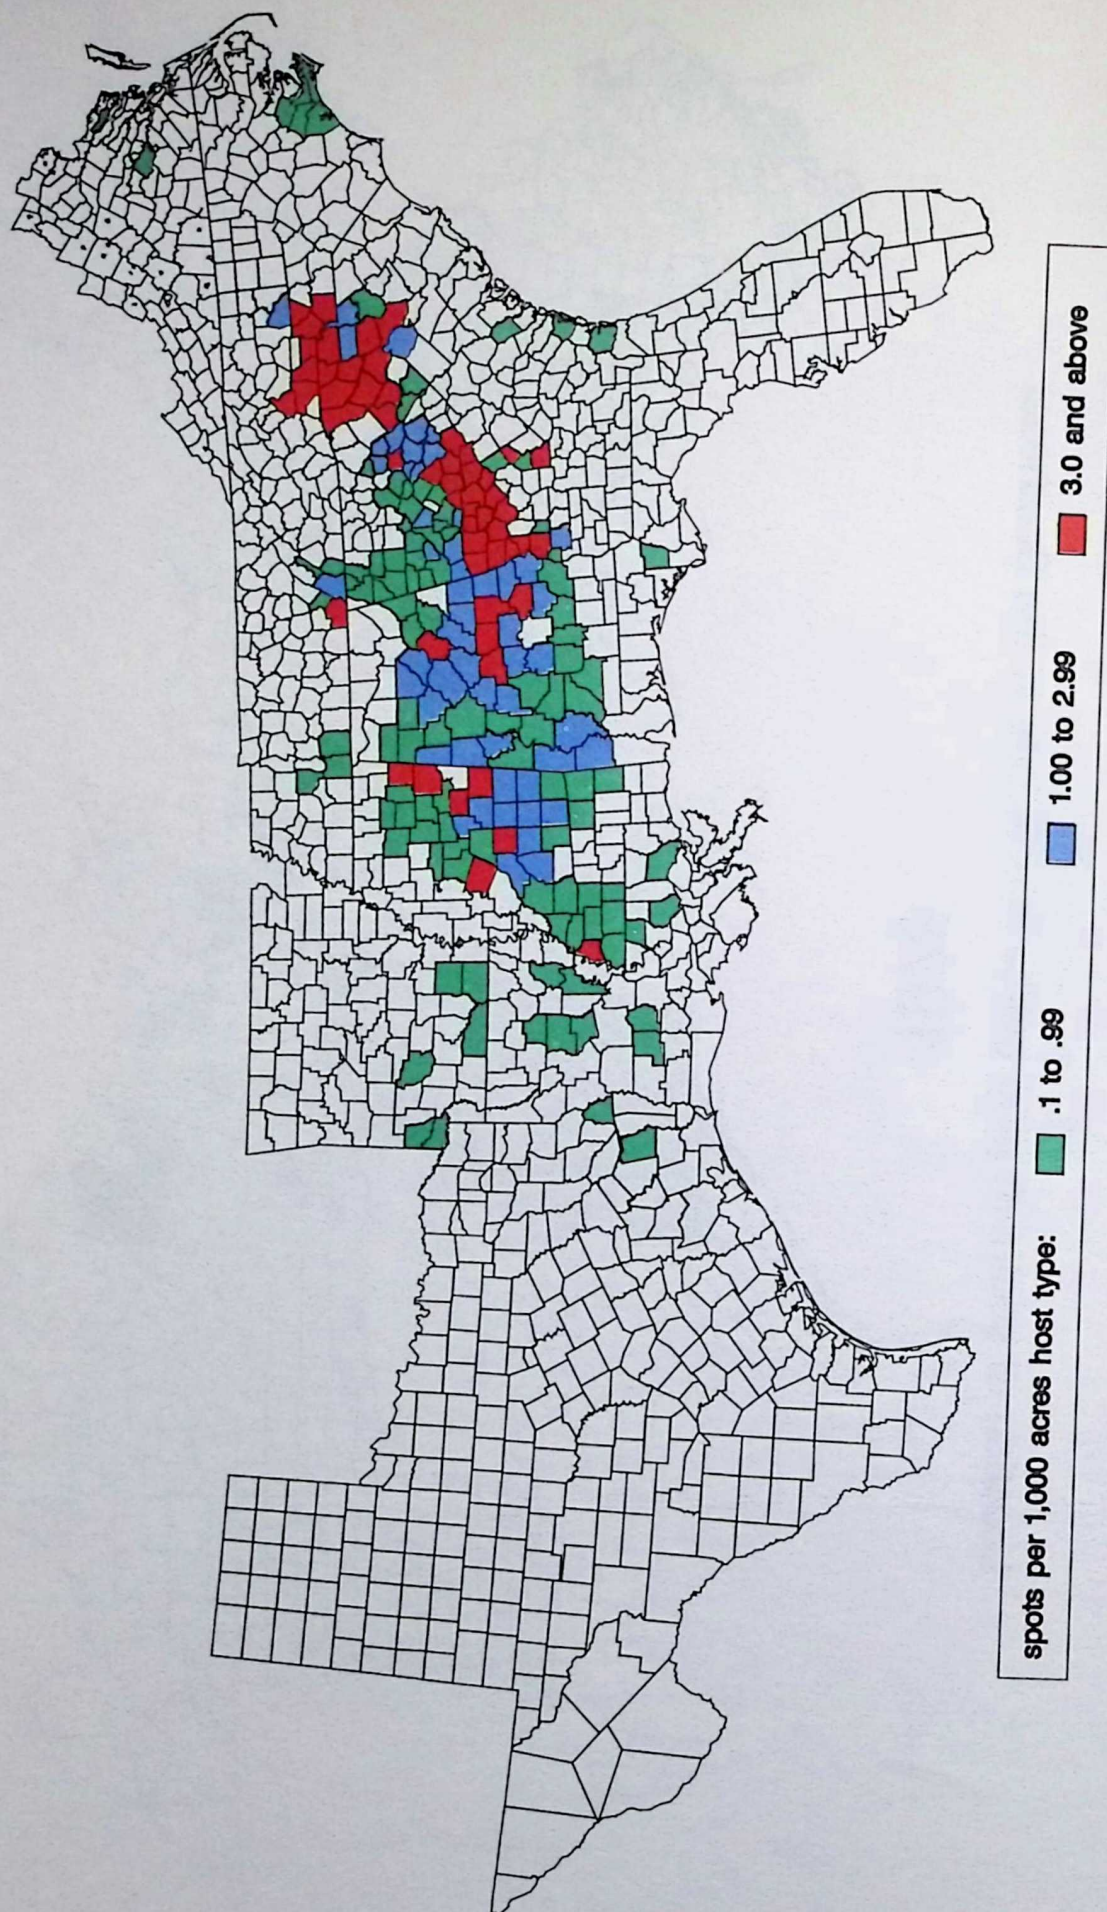 spots per 1,000 acres host type: .1 to .99 1.00 to 2.99 3.0 and above